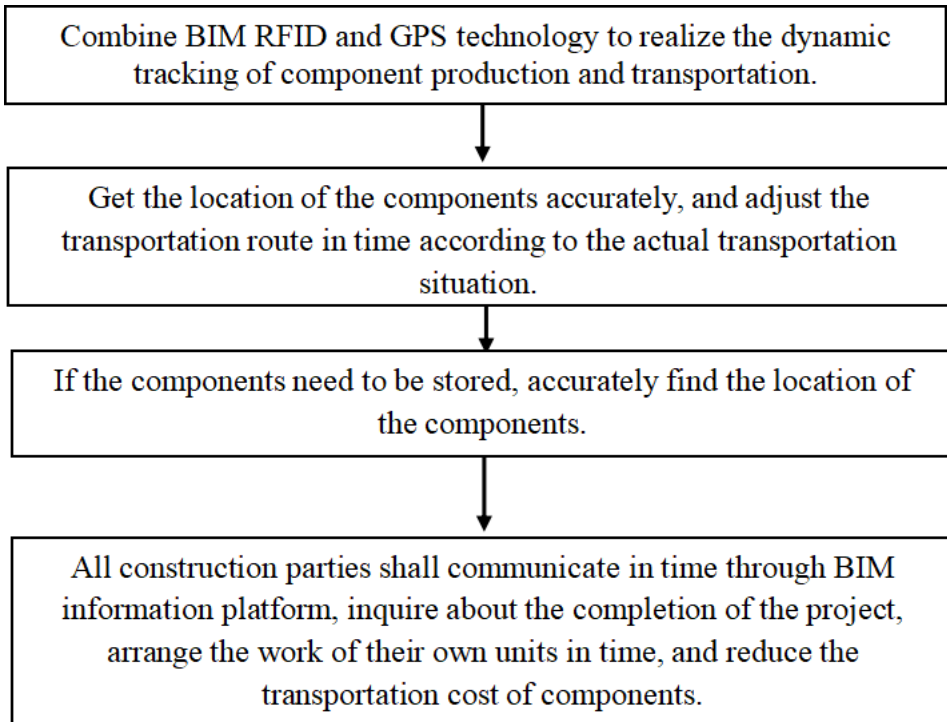 Combine BIM RFID and GPS technology to realize the dynamic
tracking of component production and transportation.
Get the location of the components accurately, and adjust the
transportation route in time according to the actual transportation
situation.
If the components need to be stored, accurately find the location of
the components.
All construction parties shall communicate in time through BIM
information platform, inquire about the completion of the project,
arrange the work of their own units in time, and reduce the
transportation cost of components.